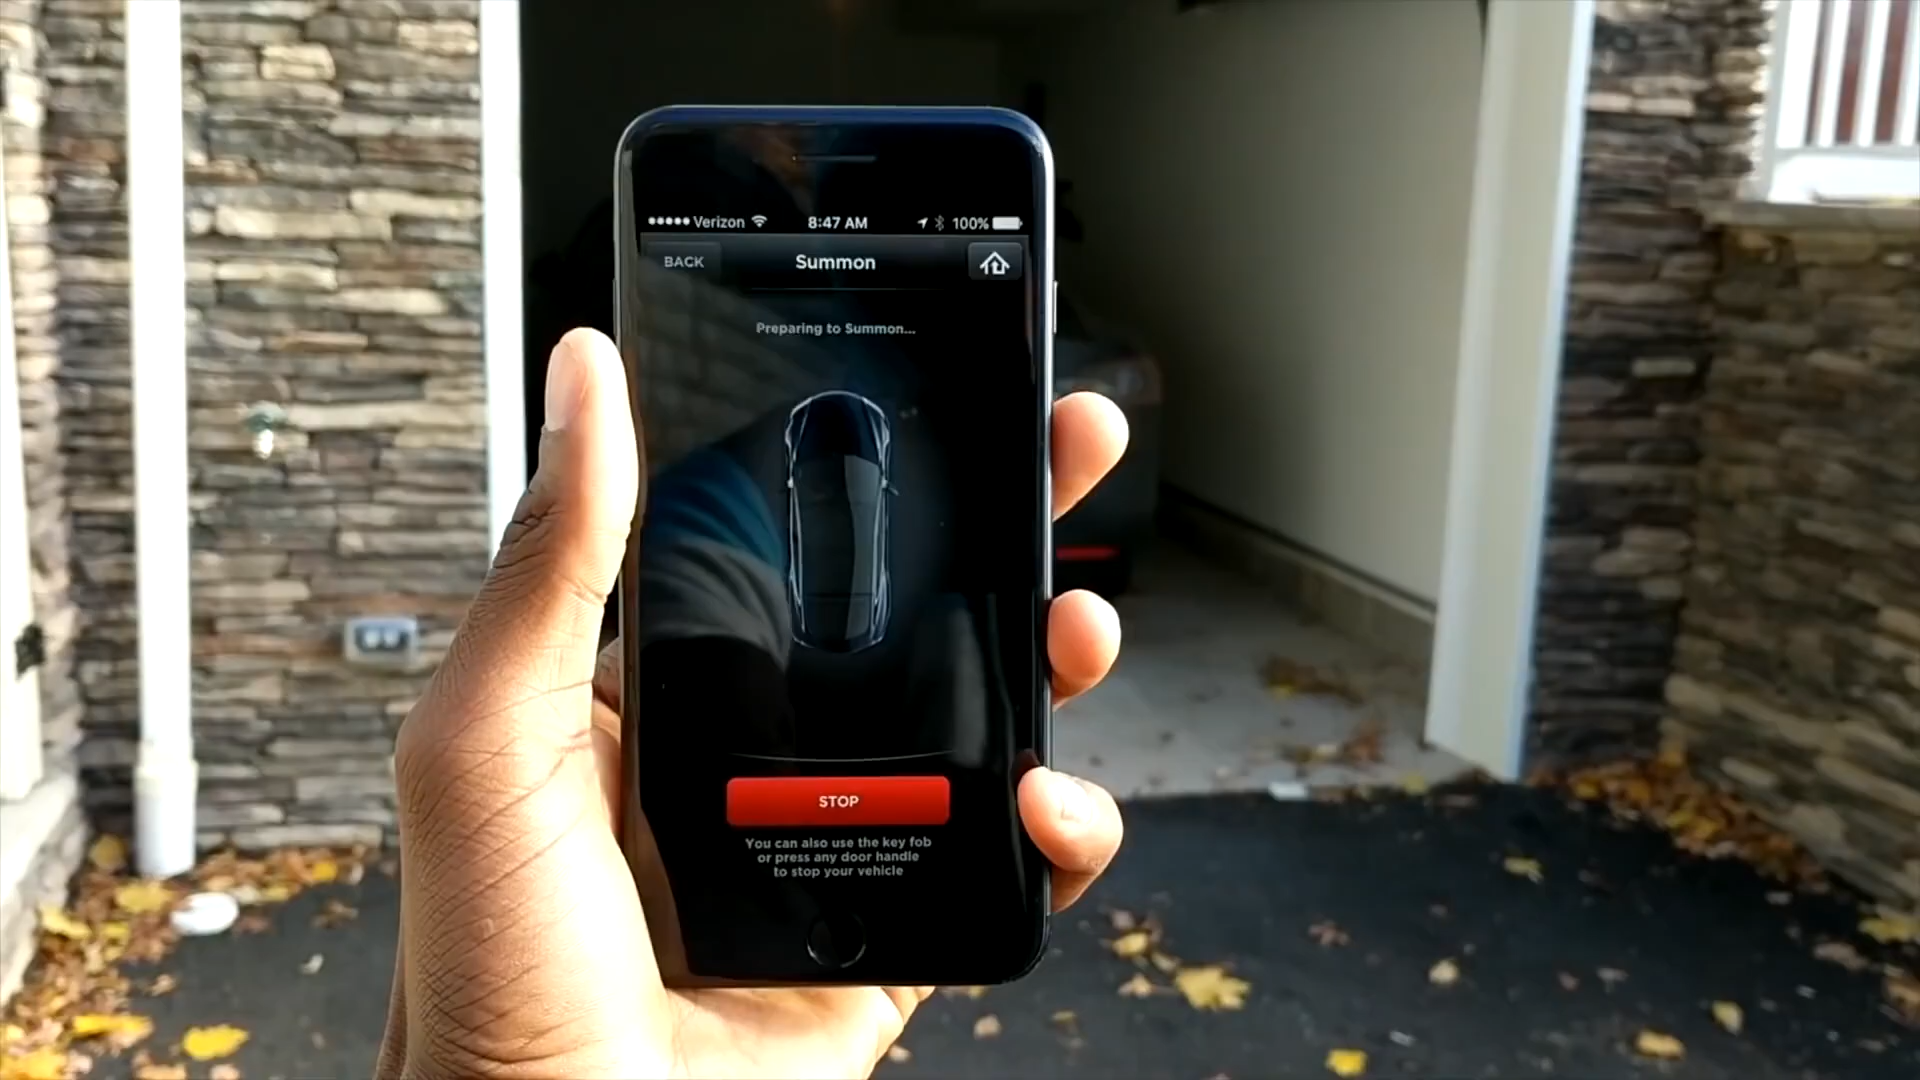 Verizon 8:47 AM 100%
BACK Summon
Preparing to Summon...
STOP
You can also use the key fob
or press any door handle
to stop your vehicle